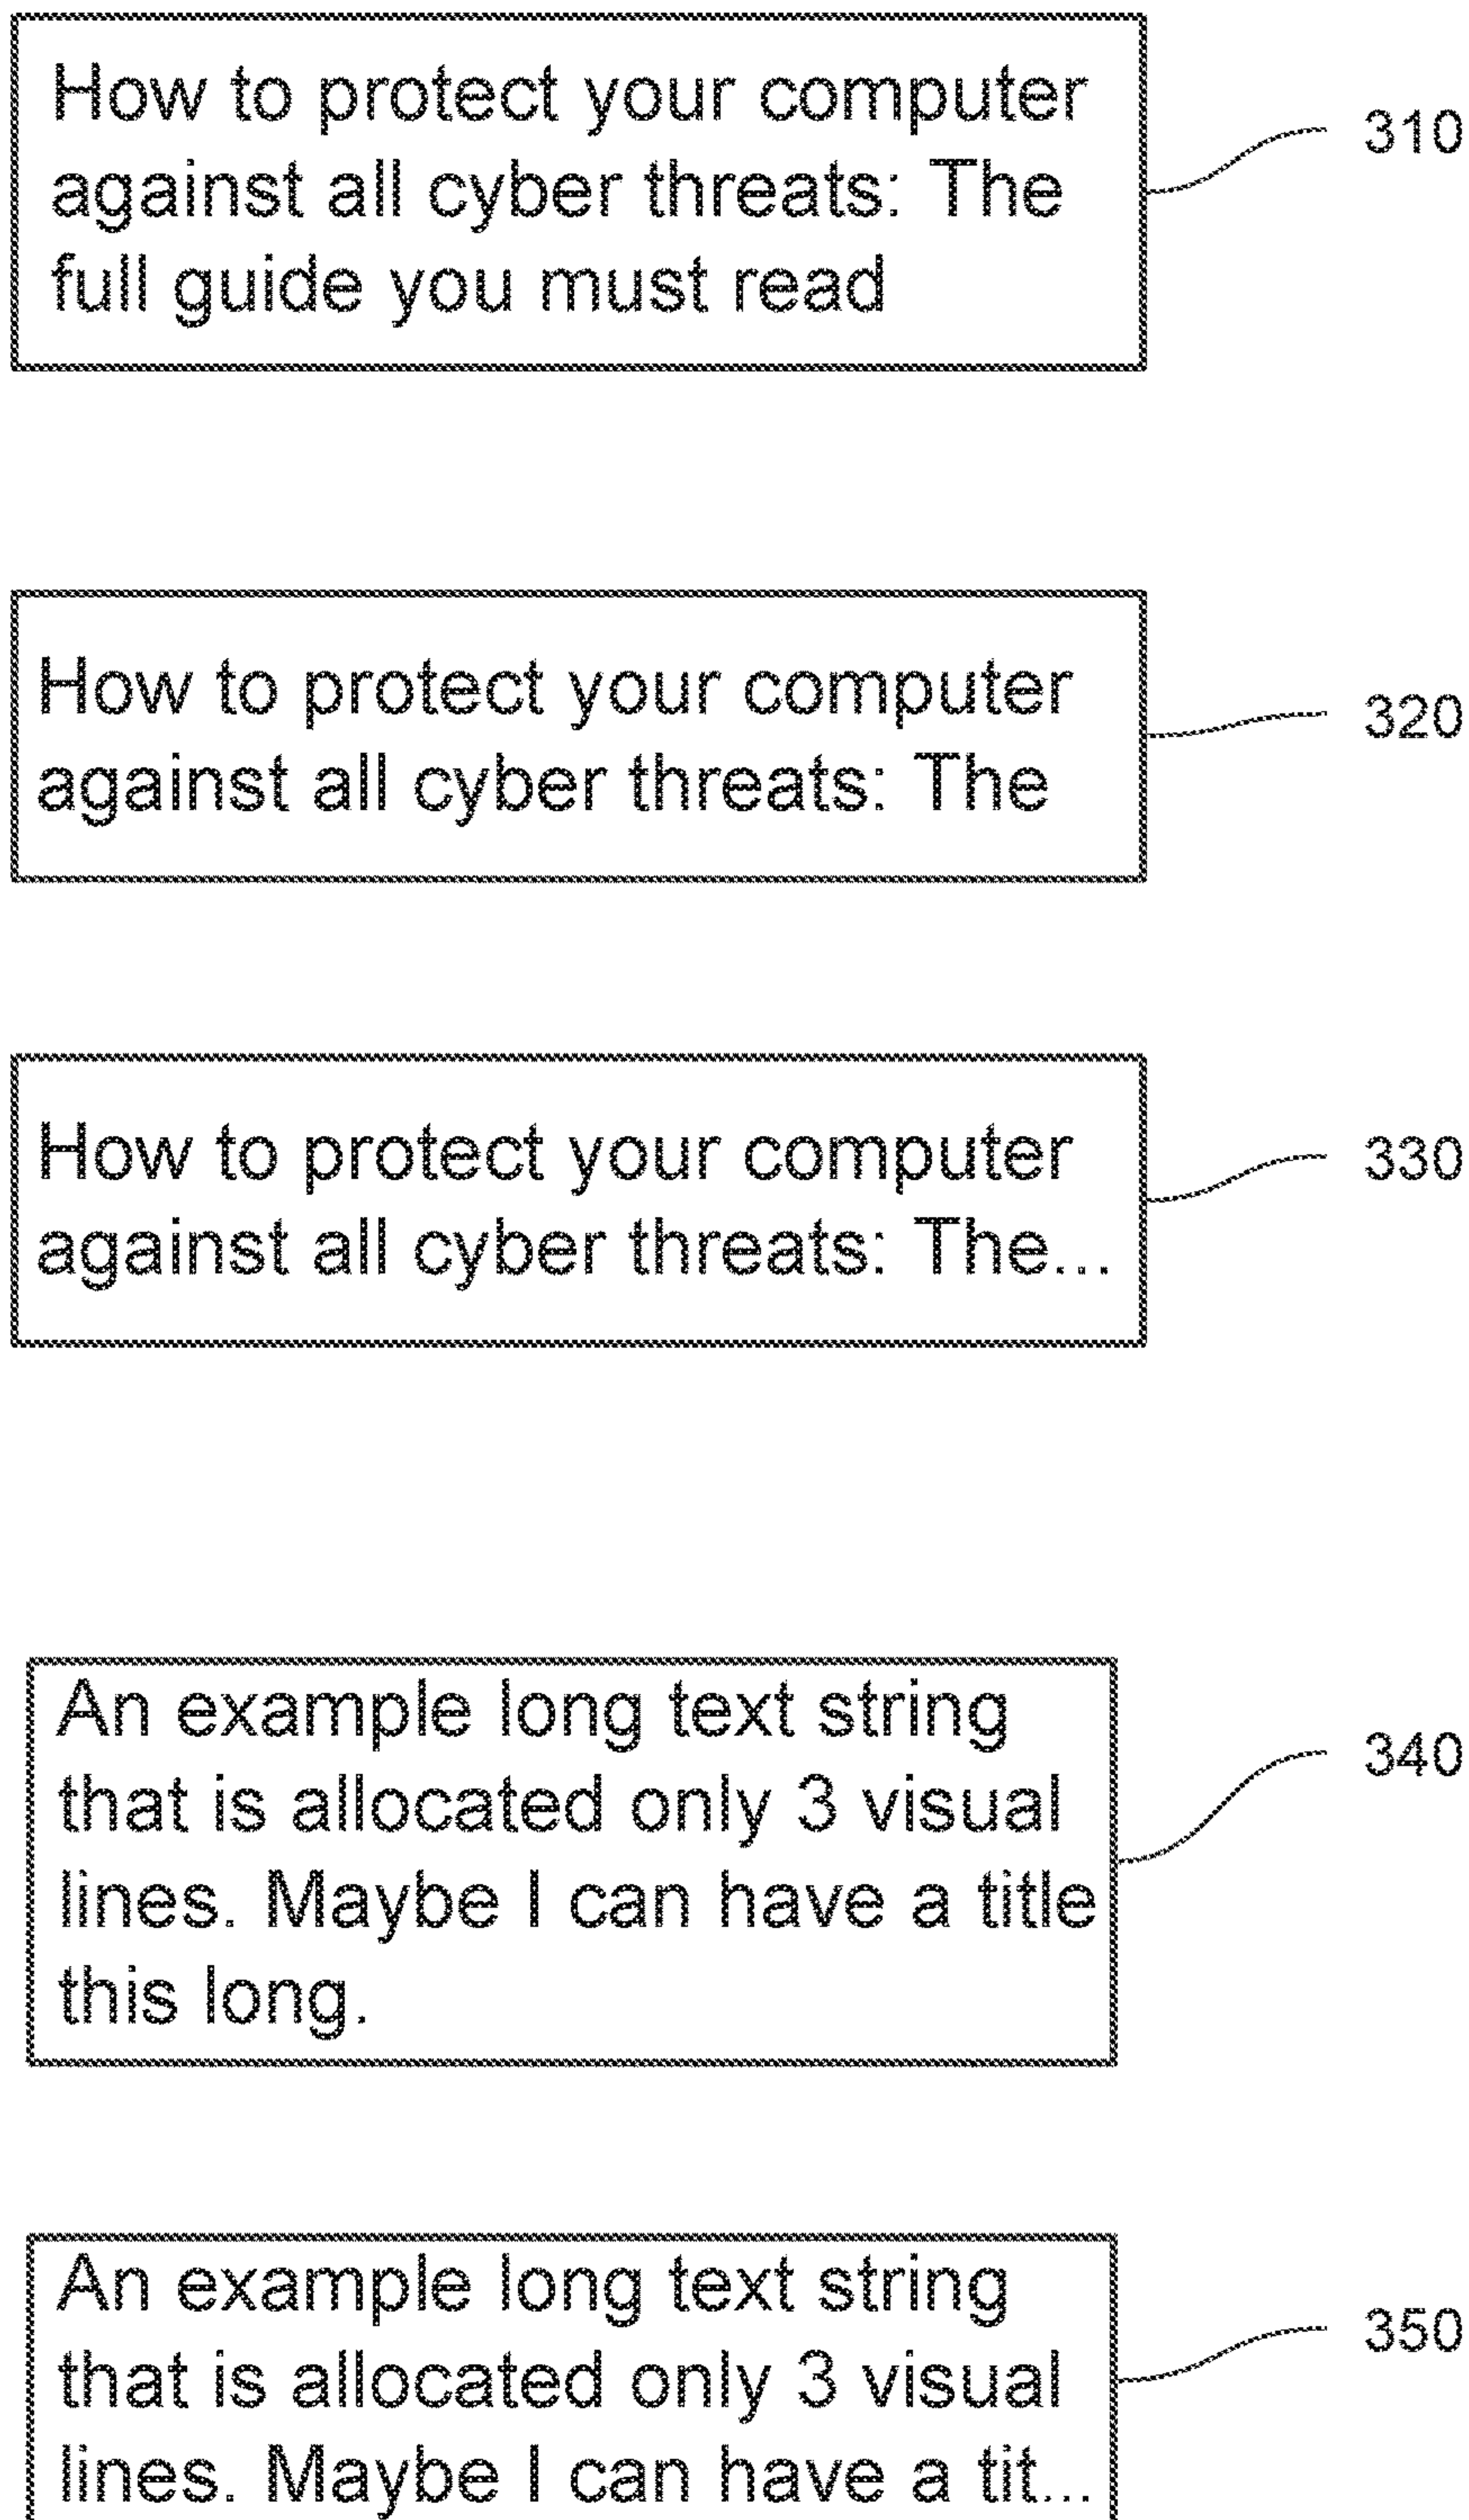 How to protect your computer
against all cyber threats: The
full guide you must read
310
How to protect your computer
against all cyber threats: The
320
How to protect your computer
against all cyber threats: The...
330
An example long text string
that is allocated only 3 visual
lines. Maybe I can have a title
this long.
340
An example long text string
that is allocated only 3 visual
lines. Maybe I can have a tit...
350